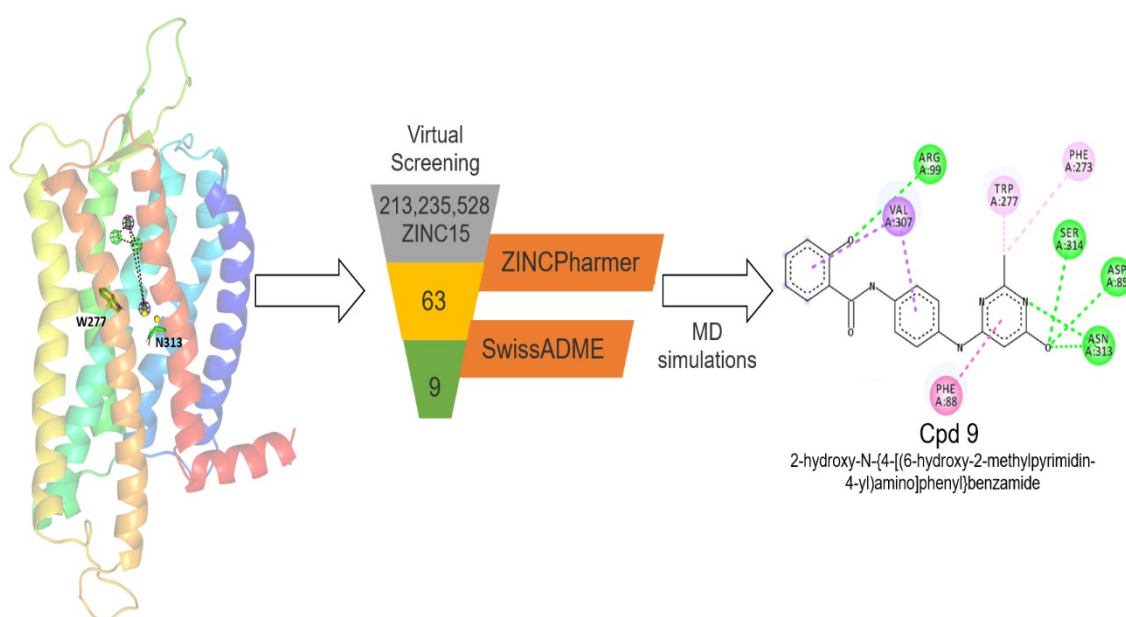 W277
N313
Virtual
Screening
213,235,528
ZINC15
63
9
ZINCPharmer
SwissADME
MD
simulations
ARG
A:99
VAL
A:307
TRP
A:277
PHE
A:273
SER
A:314
ASP
A:85
ASN
A:313
PHE
A:88
O
N
O
N
N
N
O
Cpd 9
2-hydroxy-N-{4-[(6-hydroxy-2-methylpyrimidin-
4-yl)amino]phenyl}benzamide